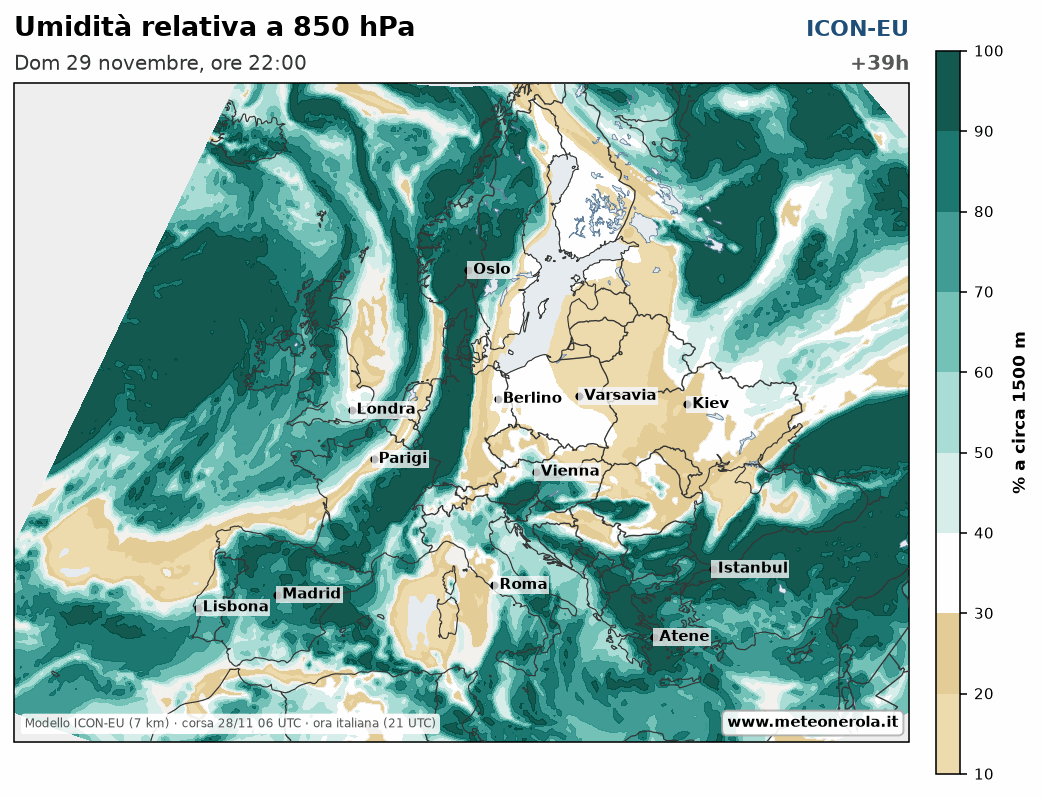 Umidità relativa a 850 hPa
ICON-EU
Dom 29 novembre, ore 22:00
+39h
100
90
80
70
60
50
40
30
20
10
% a circa 1500 m
Oslo
Berlino
Varsavia
Kiev
Londra
Parigi
Vienna
Istanbul
Roma
Madrid
Lisbona
Atene
Modello ICON-EU (7 km) · corsa 28/11 06 UTC · ora italiana (21 UTC)
www.meteonerola.it